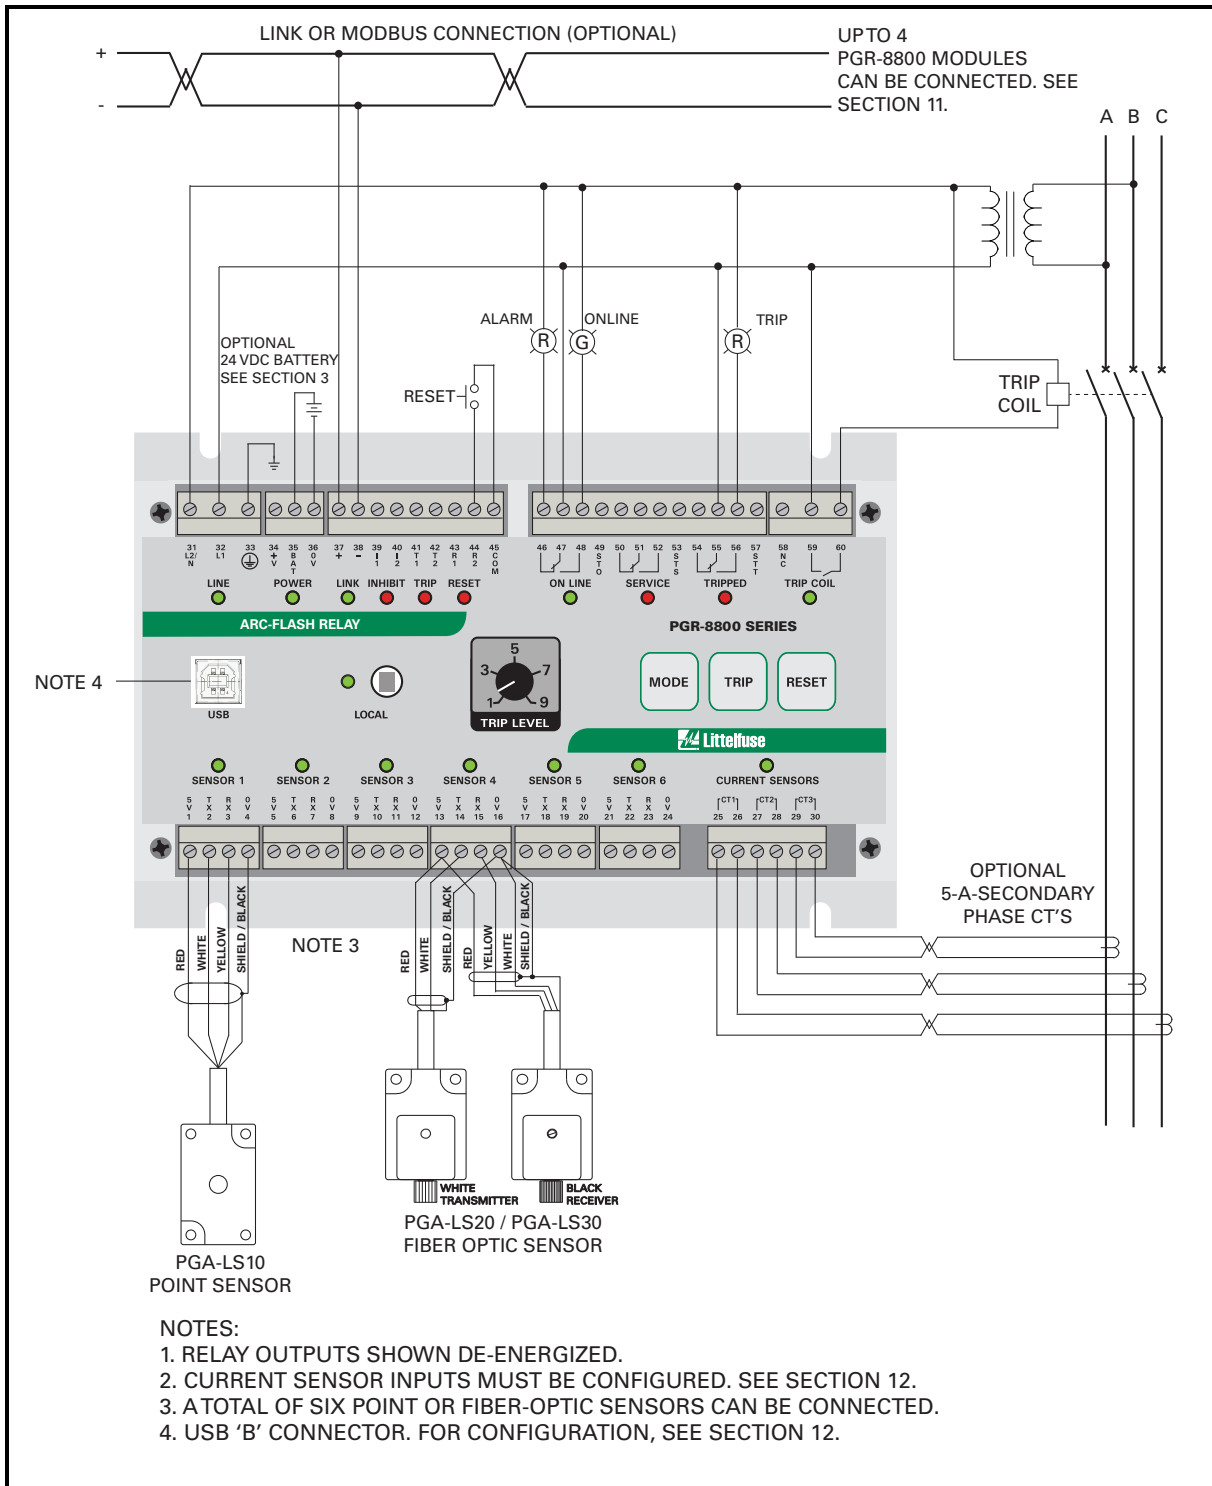 LINK OR MODBUS CONNECTION (OPTIONAL)
+
-
UP TO 4
PGR-8800 MODULES
CAN BE CONNECTED. SEE
SECTION 11.
A B C
ALARM
R
G
ONLINE
R
TRIP
OPTIONAL
24 VDC BATTERY
SEE SECTION 3
RESET
TRIP
COIL
31 32 33 34 35 36 37 38 39 40 41 42 43 44 45 46 47 48 49 50 51 52 53 54 55 56 57 58 59 60
L2/N L1 +V BAT 0V + - I1 I2 T1 T2 R1 R2 COM STO STS STT NC
LINE POWER LINK INHIBIT TRIP RESET ON LINE SERVICE TRIPPED TRIP COIL
ARC-FLASH RELAY
PGR-8800 SERIES
NOTE 4
USB
LOCAL
1 3 5 7 9
TRIP LEVEL
MODE TRIP RESET
Littelfuse
SENSOR 1 SENSOR 2 SENSOR 3 SENSOR 4 SENSOR 5 SENSOR 6 CURRENT SENSORS
5V TX RX 0V 5V TX RX 0V 5V TX RX 0V 5V TX RX 0V 5V TX RX 0V 5V TX RX 0V CT1 CT2 CT3
1 2 3 4 5 6 7 8 9 10 11 12 13 14 15 16 17 18 19 20 21 22 23 24 25 26 27 28 29 30
OPTIONAL
5-A-SECONDARY
PHASE CT'S
RED
WHITE
YELLOW
SHIELD / BLACK
NOTE 3
RED
WHITE
SHIELD / BLACK
RED
YELLOW
WHITE
SHIELD / BLACK
WHITE
TRANSMITTER
BLACK
RECEIVER
PGA-LS20 / PGA-LS30
FIBER OPTIC SENSOR
PGA-LS10
POINT SENSOR
NOTES:
1. RELAY OUTPUTS SHOWN DE-ENERGIZED.
2. CURRENT SENSOR INPUTS MUST BE CONFIGURED. SEE SECTION 12.
3. A TOTAL OF SIX POINT OR FIBER-OPTIC SENSORS CAN BE CONNECTED.
4. USB 'B' CONNECTOR. FOR CONFIGURATION, SEE SECTION 12.